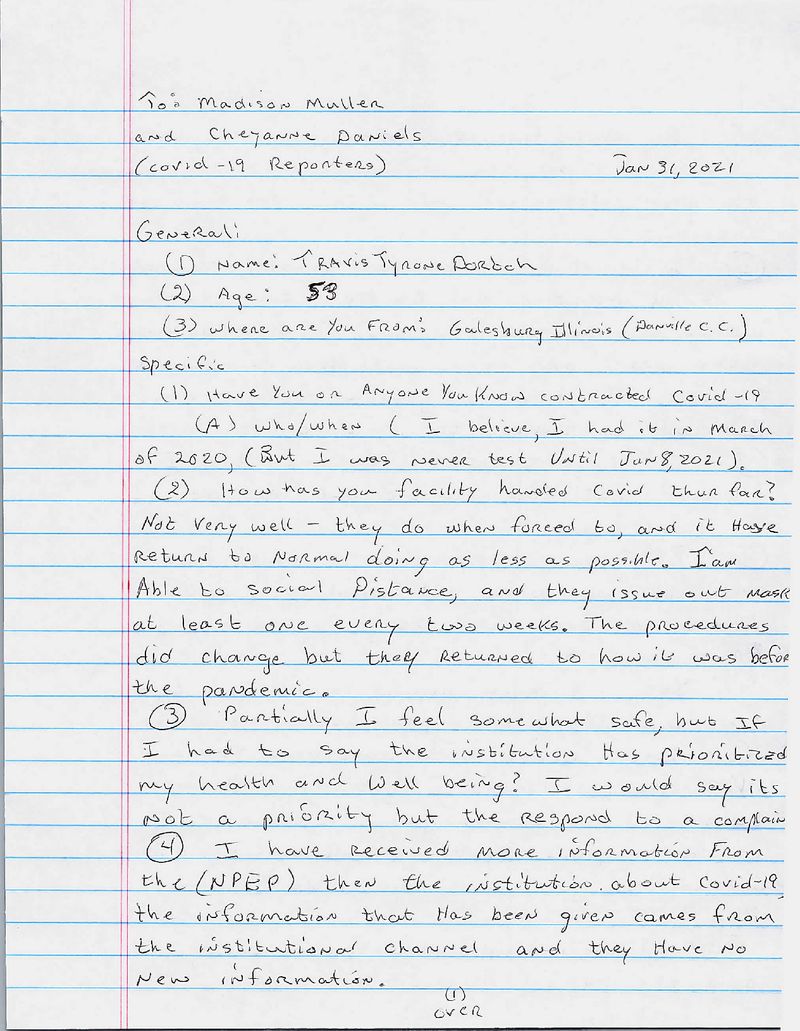 To: Madison Muller
and Cheyanne Daniels
(covid-19 Reporters) Jan 31, 2021
General:
(1) Name: TRAVis Tyrone Dortch
(2) Age: 53
(3) where are You From: Galesburg Illinois (Danville C.C.)
Specific
(1) Have You or Anyone You Know contracted Covid-19
(A) who/when ( I believe, I had it in March
of 2020, (But I was never test Until Jan 8, 2021).
(2) How has you facility handed Covid thur far?
Not Very well - they do when forced to, and it Have
return to Normal doing as less as possible. I'am
Able to social Distance, and they issue out mask
at least one every two weeks. The procedures
did change but they returned to how it was befor
the pandemic.
(3) Partially I feel somewhat safe, but If
I had to say the institution Has prioritized
my health and Well being? I would say its
Not a priority but the respond to a complain
(4) I have received more information From
the (NPEP) then the institution. about Covid-19
the information that Has been given comes from
the institutional channel and they Have No
New information.
(1)
over